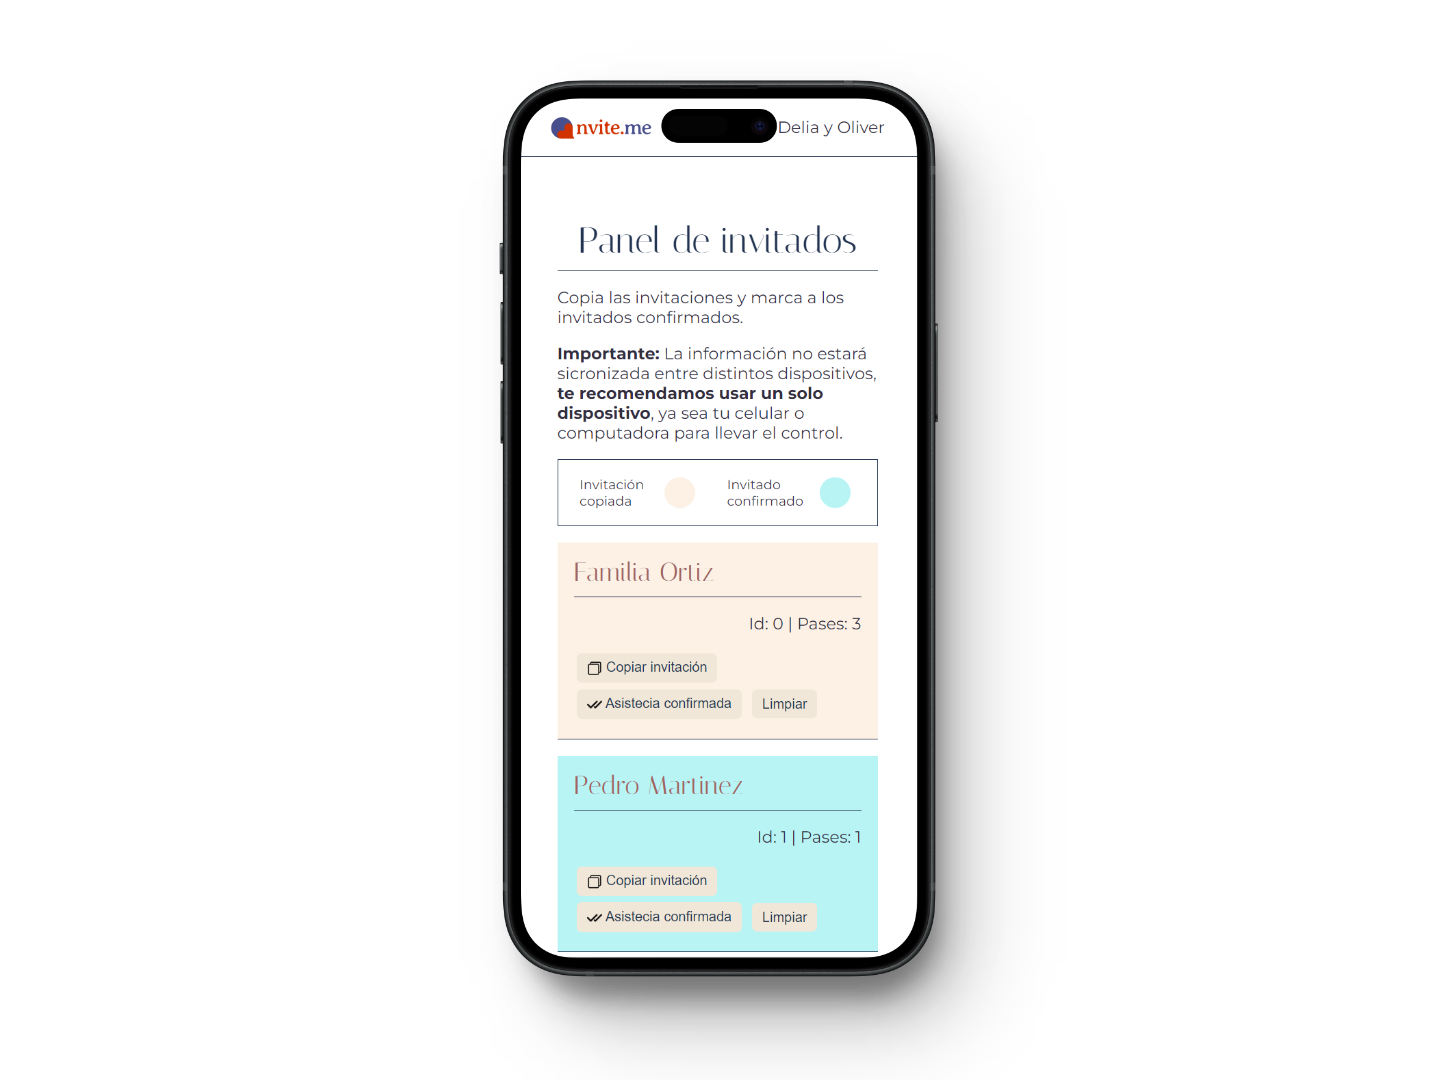 nvite.me
Delia y Oliver
Panel de invitados
Copia las invitaciones y marca a los
invitados confirmados.
Importante: La información no estará
sicronizada entre distintos dispositivos,
te recomendamos usar un solo
dispositivo, ya sea tu celular o
computadora para llevar el control.
Invitación
copiada
Invitado
confirmado
Familia Ortiz
Id: 0 | Pases: 3
Copiar invitación
Asistecia confirmada
Limpiar
Pedro Martinez
Id: 1 | Pases: 1
Copiar invitación
Asistecia confirmada
Limpiar